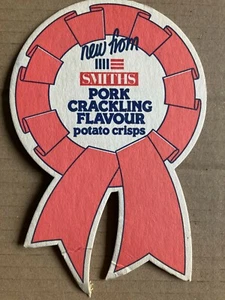 new from
SMITHS
PORK
CRACKLING
FLAVOUR
potato crisps